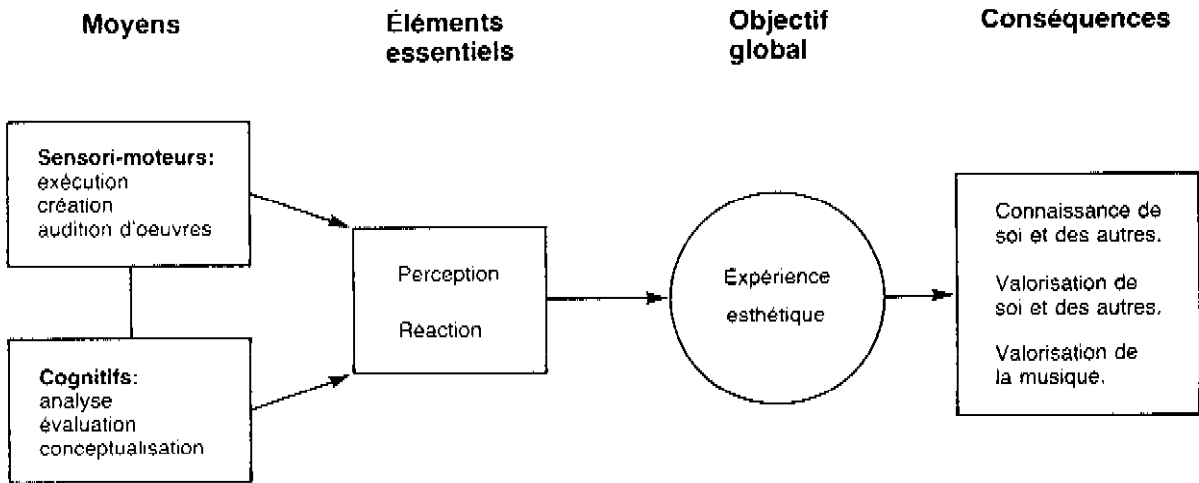 Moyens
Éléments
essentiels
Objectif
global
Conséquences
Sensori-moteurs:
exécution
création
audition d'oeuvres
Cognitifs:
analyse
évaluation
conceptualisation
Perception
Réaction
Expérience
esthétique
Connaissance de
soi et des autres.
Valorisation de
soi et des autres.
Valorisation de
la musique.